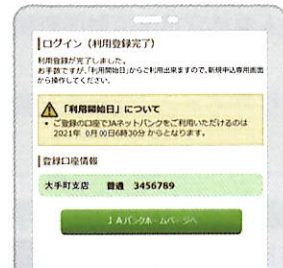 ログイン（利用登録完了）
利用登録が完了しました。
お手数ですが、「利用開始日」からご利用出来ますので、新規申込専用画面
から操作してください。
「利用開始日」について
• ご登録の口座でJAネットバンクをご利用いただけるのは
2021年 0月00日6時30分 からとなります。
登録口座情報
大手町支店 普通 3456789
ＪＡバンクホームページへ